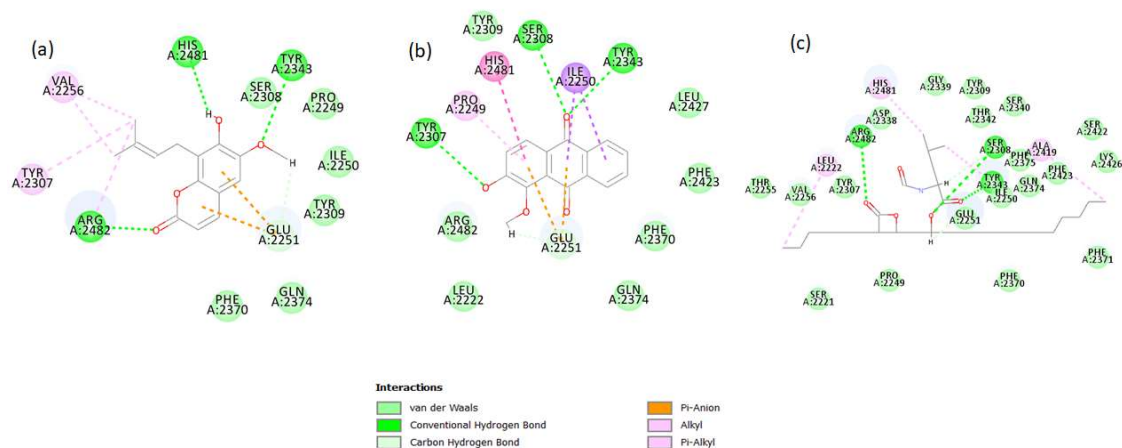 (a)
HIS
A:2481
TYR
A:2343
VAL
A:2256
SER
A:2308
PRO
A:2249
H
O
O
TYR
A:2307
ILE
A:2250
H
O
TYR
A:2309
ARG
A:2482
O
GLU
A:2251
PHE
A:2370
GLN
A:2374
(b)
TYR
A:2309
SER
A:2308
TYR
A:2343
HIS
A:2481
ILE
A:2250
PRO
A:2249
LEU
A:2427
TYR
A:2307
O
O
PHE
A:2423
O
O
ARG
A:2482
H
GLU
A:2251
PHE
A:2370
LEU
A:2222
GLN
A:2374
(c)
HIS
A:2481
GLY
A:2339
TYR
A:2309
SER
A:2340
ASP
A:2338
THR
A:2342
ARG
A:2482
SER
A:2308
SER
A:2422
ALA
A:2419
PHE
A:2375
LYS
A:2426
LEU
A:2222
PHE
A:2423
THR
A:2255
VAL
A:2256
TYR
A:2307
O
N
H
TYR
A:2343
GLN
A:2374
ILE
A:2250
GLU
A:2251
O
O
O
O
H
PHE
A:2371
PRO
A:2249
PHE
A:2370
SER
A:2221
Interactions
van der Waals
Conventional Hydrogen Bond
Carbon Hydrogen Bond
Pi-Anion
Alkyl
Pi-Alkyl